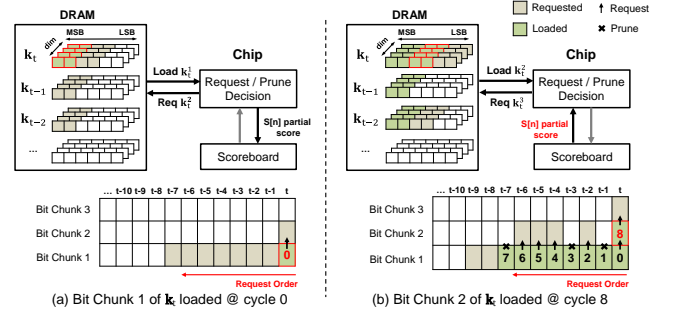 DRAM
MSB
LSB
dim
k_t
k_t−1
k_t−2
...
Load k_t^1
Req k_t^2
Chip
Request / Prune
Decision
S[n] partial
score
Scoreboard
... t-10 t-9 t-8 t-7 t-6 t-5 t-4 t-3 t-2 t-1 t
Bit Chunk 3
Bit Chunk 2
Bit Chunk 1
0
Request Order
(a) Bit Chunk 1 of k_t loaded @ cycle 0
Requested
Request
Loaded
Prune
DRAM
MSB
LSB
dim
k_t
k_t−1
k_t−2
...
Load k_t^2
Req k_t^3
Chip
Request / Prune
Decision
S[n] partial
score
Scoreboard
... t-10 t-9 t-8 t-7 t-6 t-5 t-4 t-3 t-2 t-1 t
Bit Chunk 3
Bit Chunk 2
8
Bit Chunk 1
7 6 5 4 3 2 1 0
Request Order
(b) Bit Chunk 2 of k_t loaded @ cycle 8